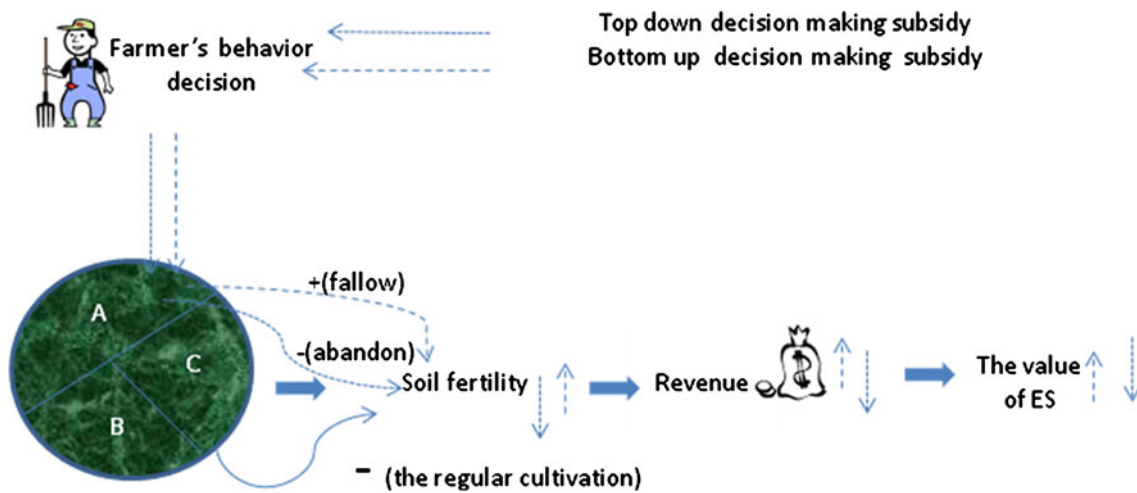 Top down decision making subsidy
Bottom up decision making subsidy
Farmer's behavior
decision
A
C
B
+(fallow)
-(abandon)
Soil fertility
Revenue
$
The value
of ES
- (the regular cultivation)